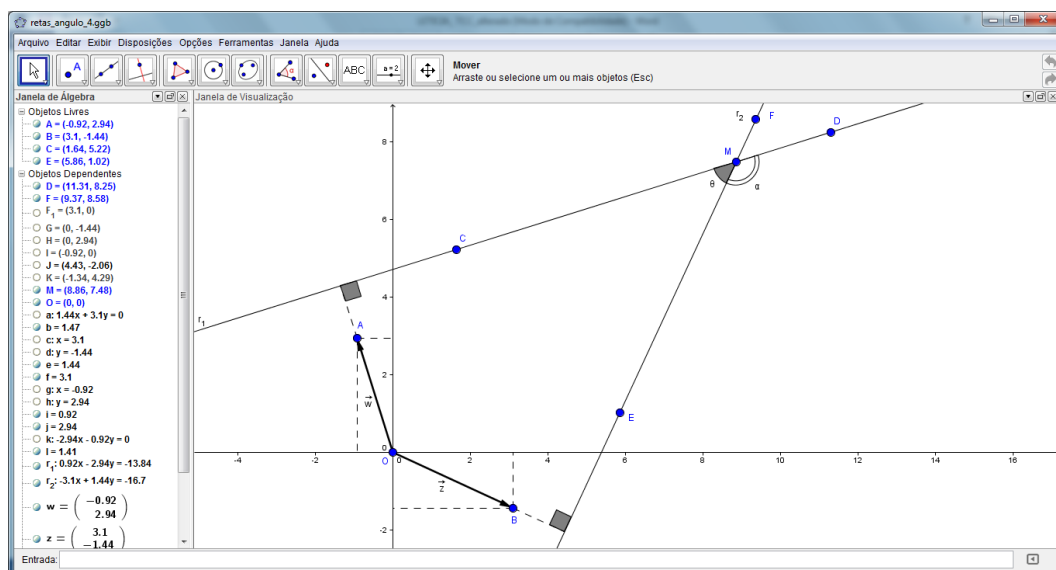 retas_angulo_4.ggb
Arquivo Editar Exibir Disposições Opções Ferramentas Janela Ajuda
A
α
ABC
a=2
Mover
Arraste ou selecione um ou mais objetos (Esc)
Janela de Álgebra
Janela de Visualização
Objetos Livres
A = (-0.92, 2.94)
B = (3.1, -1.44)
C = (1.64, 5.22)
E = (5.86, 1.02)
Objetos Dependentes
D = (11.31, 8.25)
F = (9.37, 8.58)
F₁ = (3.1, 0)
G = (0, -1.44)
H = (0, 2.94)
I = (-0.92, 0)
J = (4.43, -2.06)
K = (-1.34, 4.29)
M = (8.86, 7.48)
O = (0, 0)
a: 1.44x + 3.1y = 0
b = 1.47
c: x = 3.1
d: y = -1.44
e = 1.44
f = 3.1
g: x = -0.92
h: y = 2.94
i = 0.92
j = 2.94
k: -2.94x - 0.92y = 0
l = 1.41
r₁: 0.92x - 2.94y = -13.84
r₂: -3.1x + 1.44y = -16.7
w = (-0.92
2.94)
z = (3.1
-1.44)
r₂ F D
8
M
θ α
6
C
4
r₁
A
2
w
E
0
O
-4 -2 0 2 4 6 8 10 12 14 16
z
B
-2
Entrada: